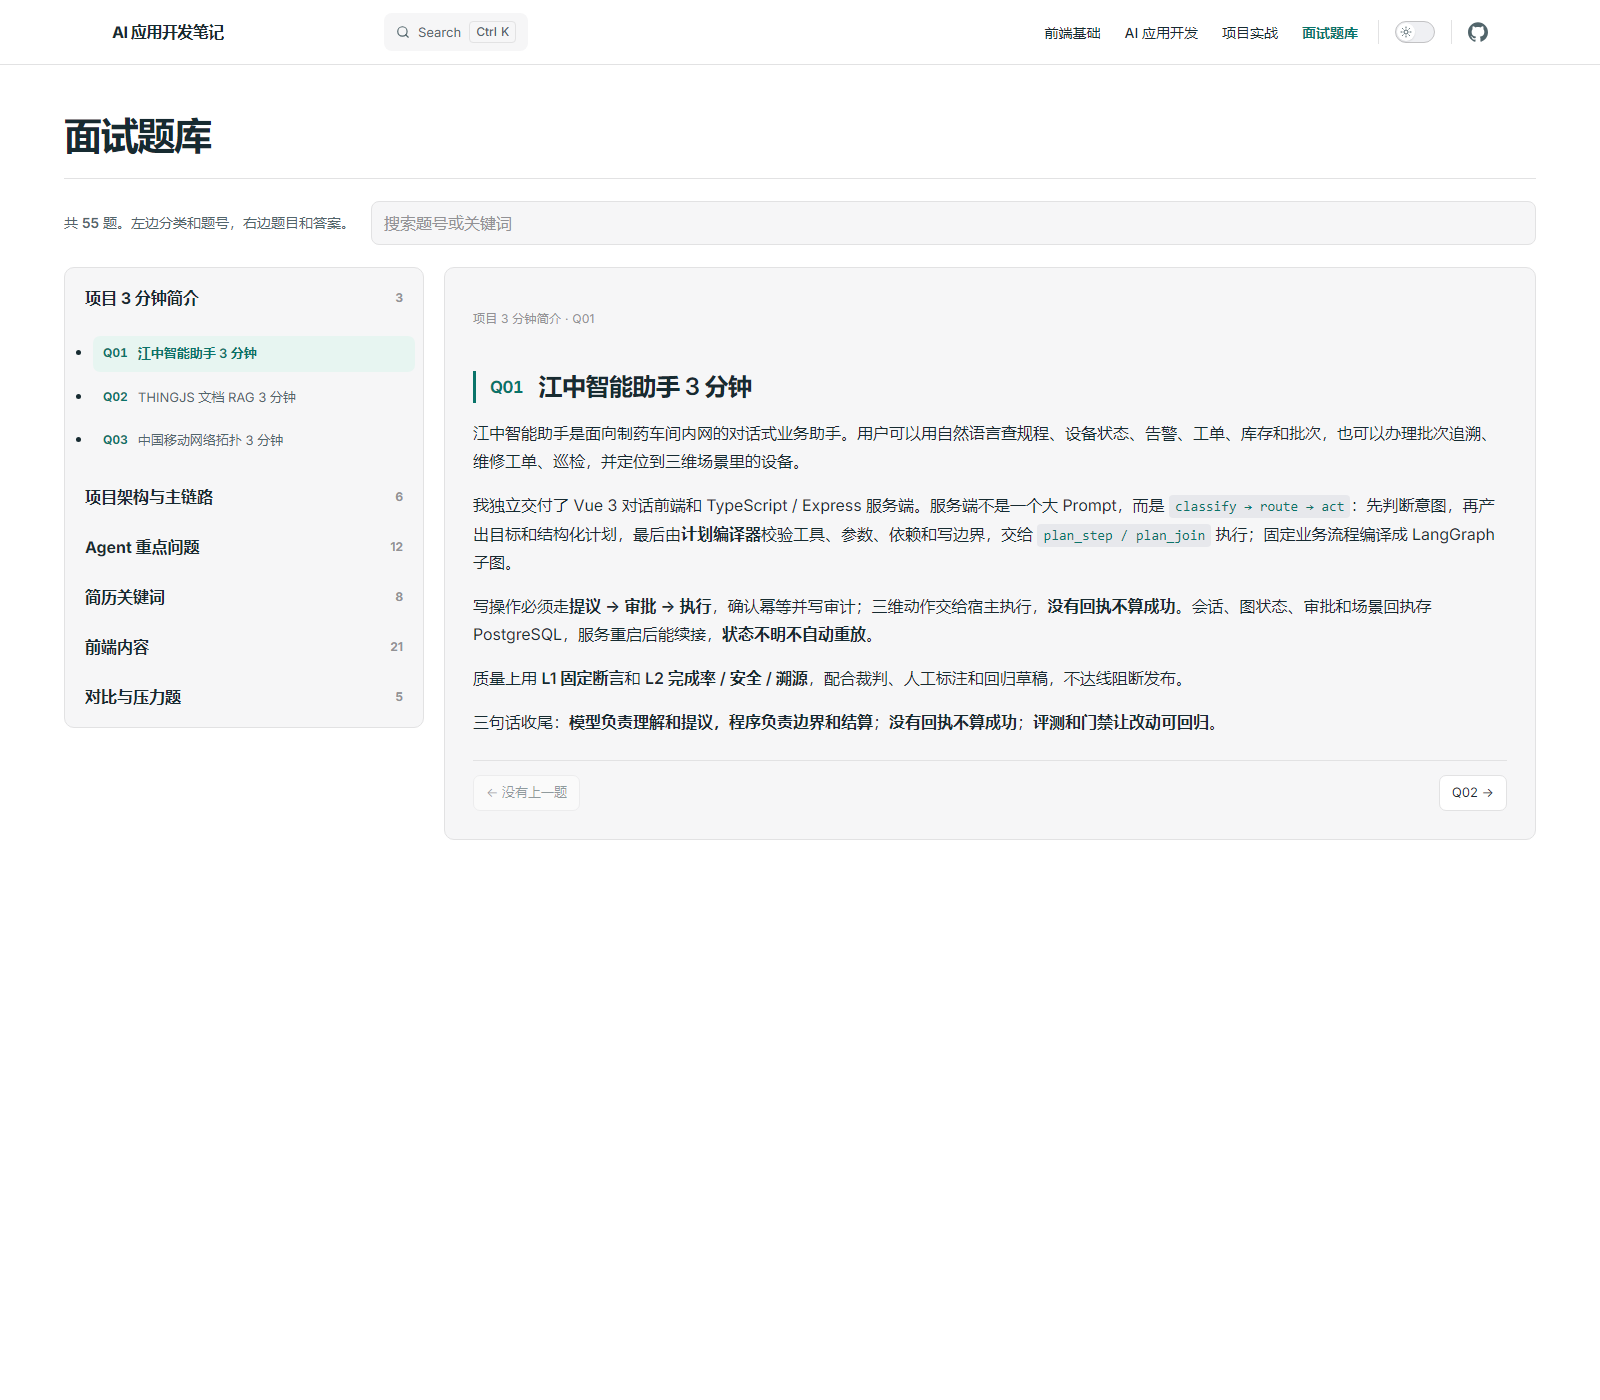 AI 应用开发笔记
Search Ctrl K
前端基础 AI 应用开发 项目实战 面试题库
面试题库
共 55 题。左边分类和题号，右边题目和答案。
搜索题号或关键词
项目 3 分钟简介 3
Q01 江中智能助手 3 分钟
Q02 THINGJS 文档 RAG 3 分钟
Q03 中国移动网络拓扑 3 分钟
项目架构与主链路 6
Agent 重点问题 12
简历关键词 8
前端内容 21
对比与压力题 5
项目 3 分钟简介 · Q01
Q01 江中智能助手 3 分钟
江中智能助手是面向制药车间内网的对话式业务助手。用户可以用自然语言查规程、设备状态、告警、工单、库存和批次，也可以办理批次追溯、
维修工单、巡检，并定位到三维场景里的设备。
我独立交付了 Vue 3 对话前端和 TypeScript / Express 服务端。服务端不是一个大 Prompt，而是 classify → route → act：先判断意图，再产
出目标和结构化计划，最后由计划编译器校验工具、参数、依赖和写边界，交给 plan_step / plan_join 执行；固定业务流程编译成 LangGraph
子图。
写操作必须走提议 → 审批 → 执行，确认幂等并写审计；三维动作交给宿主执行，没有回执不算成功。会话、图状态、审批和场景回执存
PostgreSQL，服务重启后能续接，状态不明不自动重放。
质量上用 L1 固定断言和 L2 完成率 / 安全 / 溯源，配合裁判、人工标注和回归草稿，不达线阻断发布。
三句话收尾：模型负责理解和提议，程序负责边界和结算；没有回执不算成功；评测和门禁让改动可回归。
← 没有上一题
Q02 →